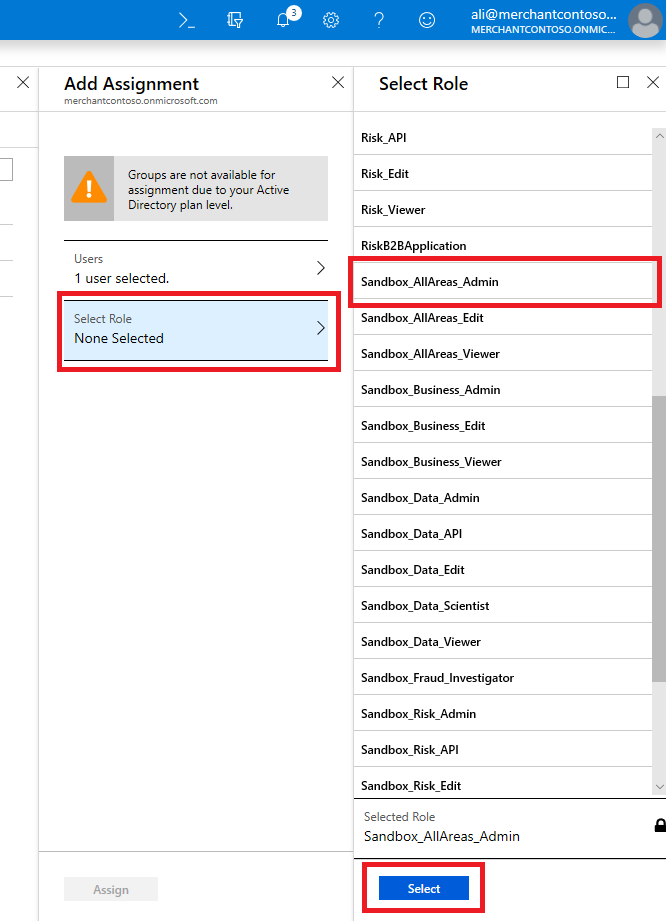 3
ali@merchantcontoso...
MERCHANTCONTOSO.ONMIC...
Add Assignment
merchantcontoso.onmicrosoft.com
Groups are not available for
assignment due to your Active
Directory plan level.
Users
1 user selected.
Select Role
None Selected
Assign
Select Role
Risk_API
Risk_Edit
Risk_Viewer
RiskB2BApplication
Sandbox_AllAreas_Admin
Sandbox_AllAreas_Edit
Sandbox_AllAreas_Viewer
Sandbox_Business_Admin
Sandbox_Business_Edit
Sandbox_Business_Viewer
Sandbox_Data_Admin
Sandbox_Data_API
Sandbox_Data_Edit
Sandbox_Data_Scientist
Sandbox_Data_Viewer
Sandbox_Fraud_Investigator
Sandbox_Risk_Admin
Sandbox_Risk_API
Sandbox_Risk_Edit
Selected Role
Sandbox_AllAreas_Admin
Select